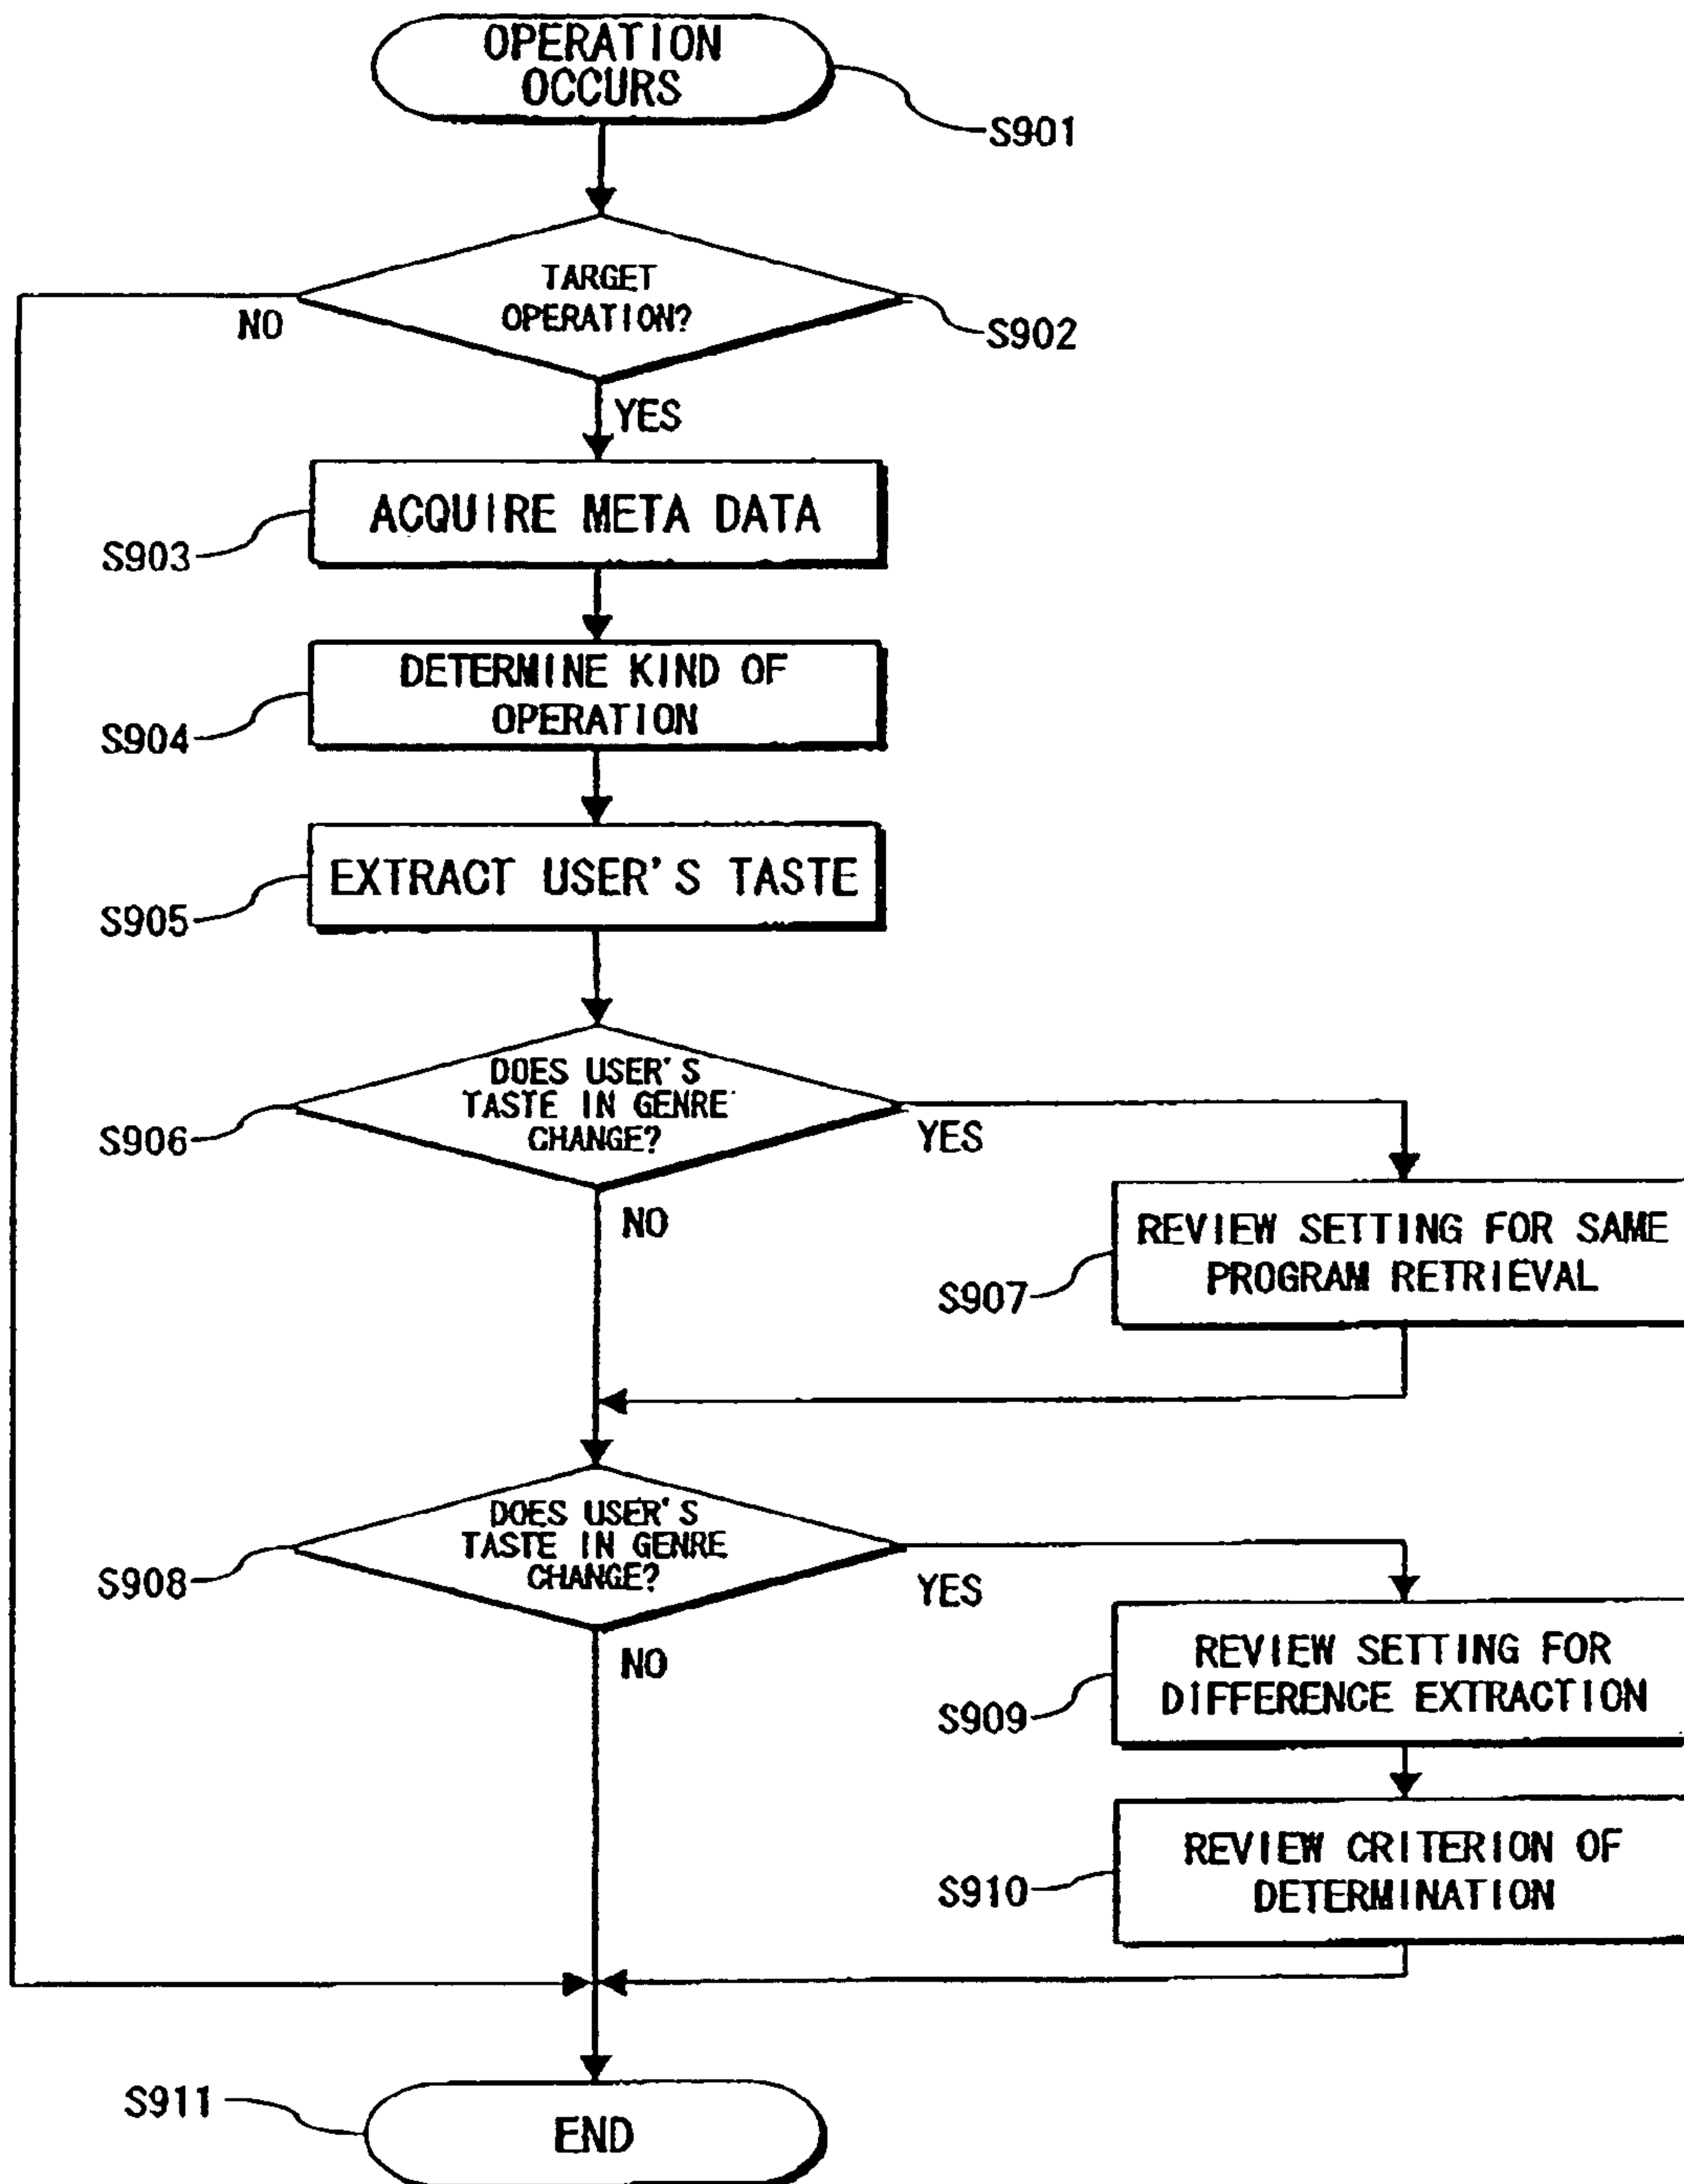 OPERATION
OCCURS
S901
TARGET
OPERATION?
S902
NO
YES
ACQUIRE META DATA
S903
DETERMINE KIND OF
OPERATION
S904
EXTRACT USER'S TASTE
S905
DOES USER'S
TASTE IN GENRE
CHANGE?
S906
YES
NO
REVIEW SETTING FOR SAME
PROGRAM RETRIEVAL
S907
DOES USER'S
TASTE IN GENRE
CHANGE?
S908
YES
NO
REVIEW SETTING FOR
DIFFERENCE EXTRACTION
S909
REVIEW CRITERION OF
DETERMINATION
S910
S911
END